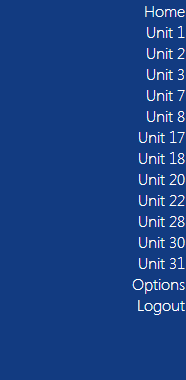 Home
Unit 1
Unit 2
Unit 3
Unit 7
Unit 8
Unit 17
Unit 18
Unit 20
Unit 22
Unit 28
Unit 30
Unit 31
Options
Logout